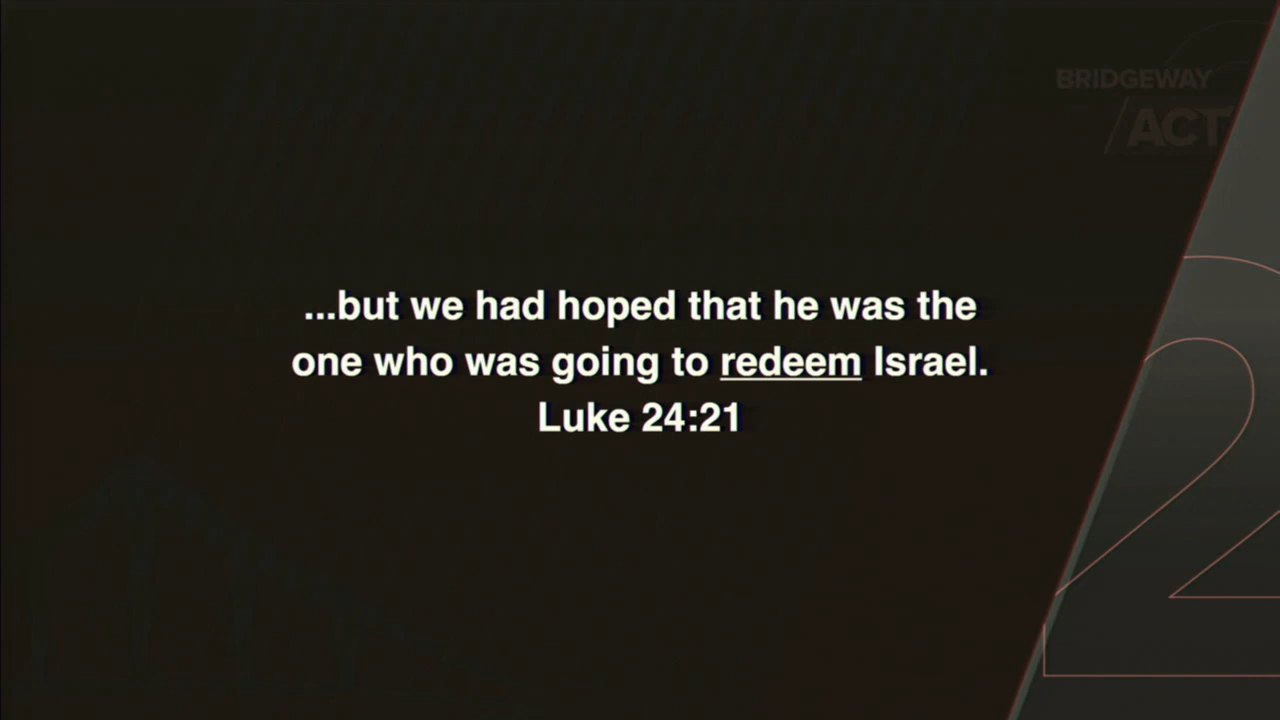 BRIDGEWAY
/ACT
...but we had hoped that he was the
one who was going to redeem Israel.
Luke 24:21
2